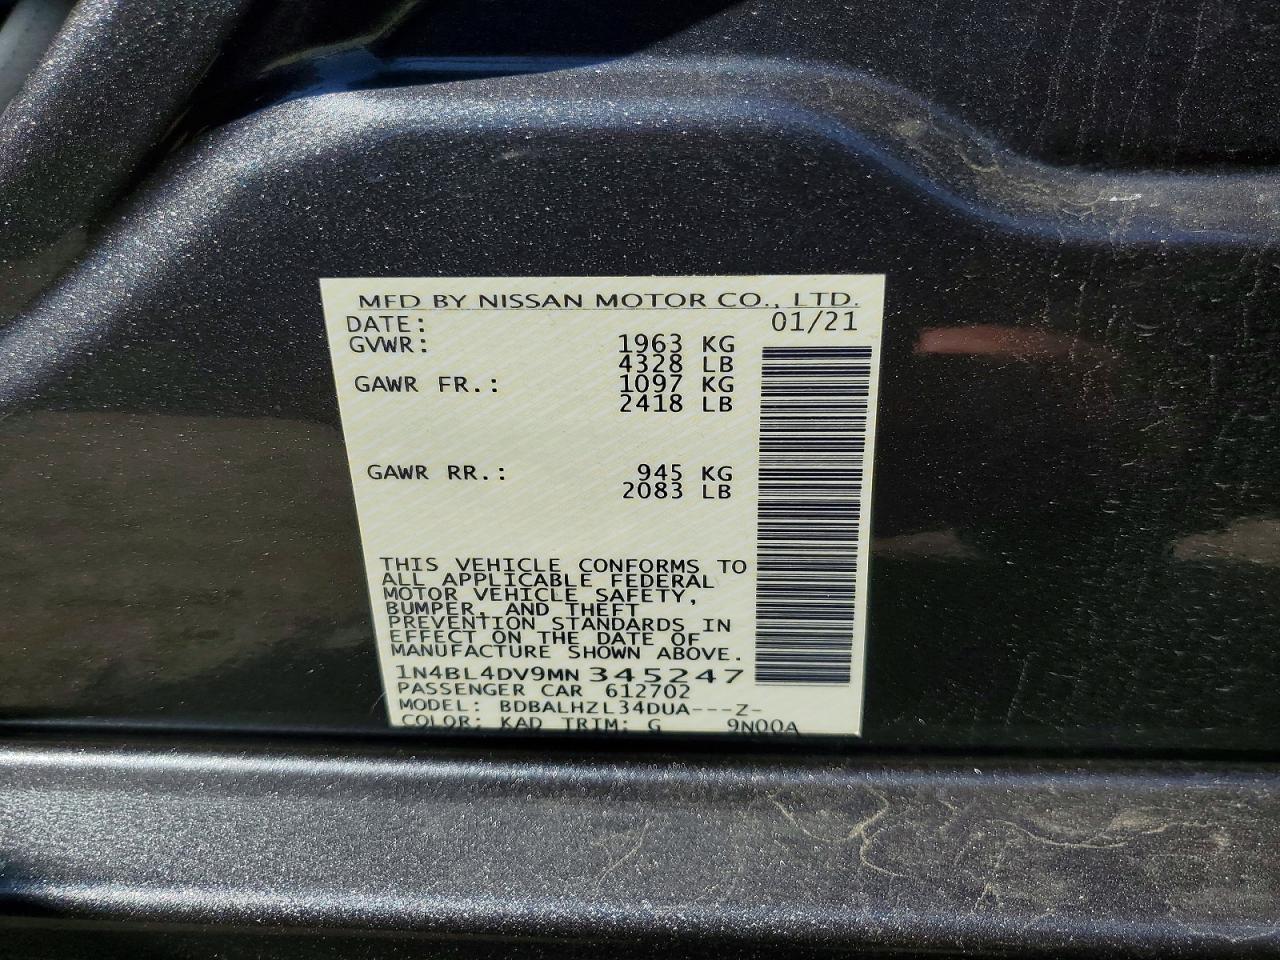 MFD BY NISSAN MOTOR CO., LTD.
DATE: 01/21
GVWR: 1963 KG
4328 LB
GAWR FR.: 1097 KG
2418 LB
GAWR RR.: 945 KG
2083 LB
THIS VEHICLE CONFORMS TO
ALL APPLICABLE FEDERAL
MOTOR VEHICLE SAFETY,
BUMPER, AND THEFT
PREVENTION STANDARDS IN
EFFECT ON THE DATE OF
MANUFACTURE SHOWN ABOVE.
1N4BL4DV9MN 345247
PASSENGER CAR 612702
MODEL: BDBALHZL34DUA---Z-
COLOR: KAD TRIM: G 9N00A